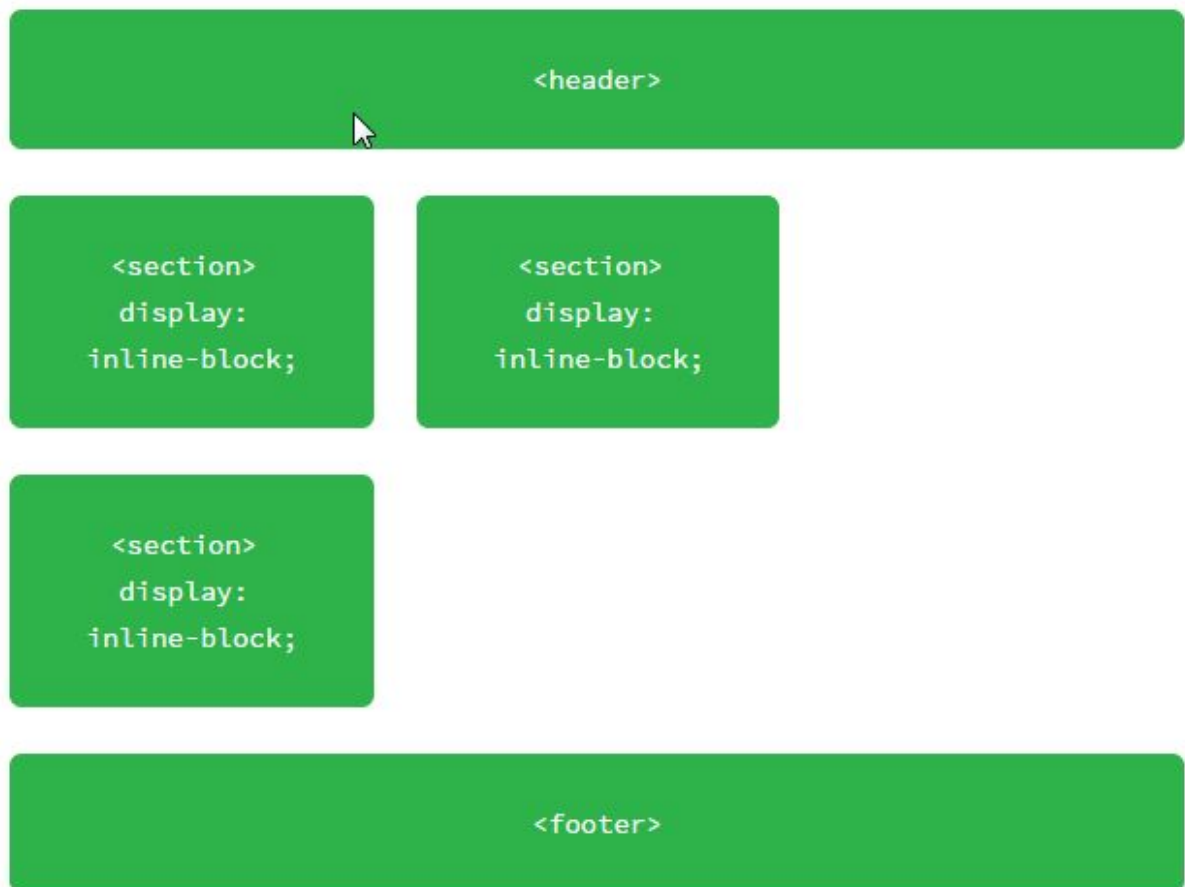 <header>
<section>
display:
inline-block;
<section>
display:
inline-block;
<section>
display:
inline-block;
<footer>